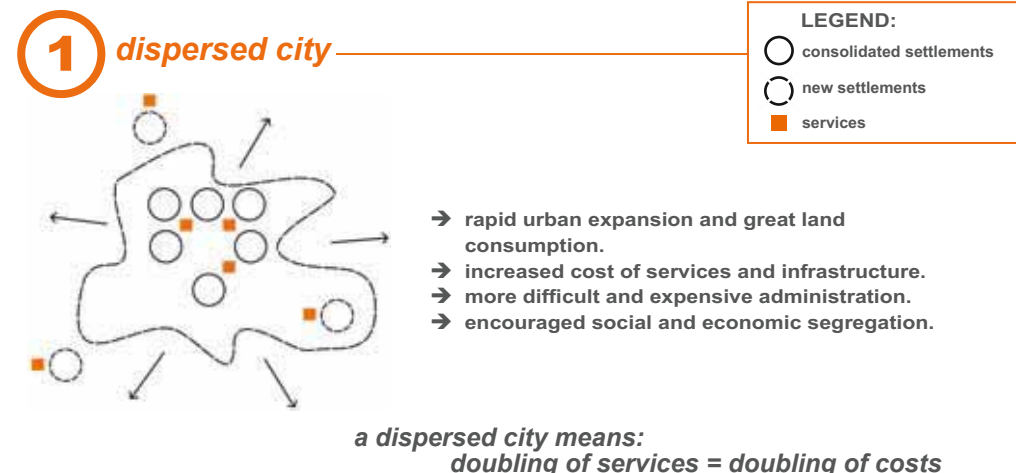 1 dispersed city
LEGEND:
consolidated settlements
new settlements
services
➔ rapid urban expansion and great land
consumption.
➔ increased cost of services and infrastructure.
➔ more difficult and expensive administration.
➔ encouraged social and economic segregation.
a dispersed city means:
doubling of services = doubling of costs